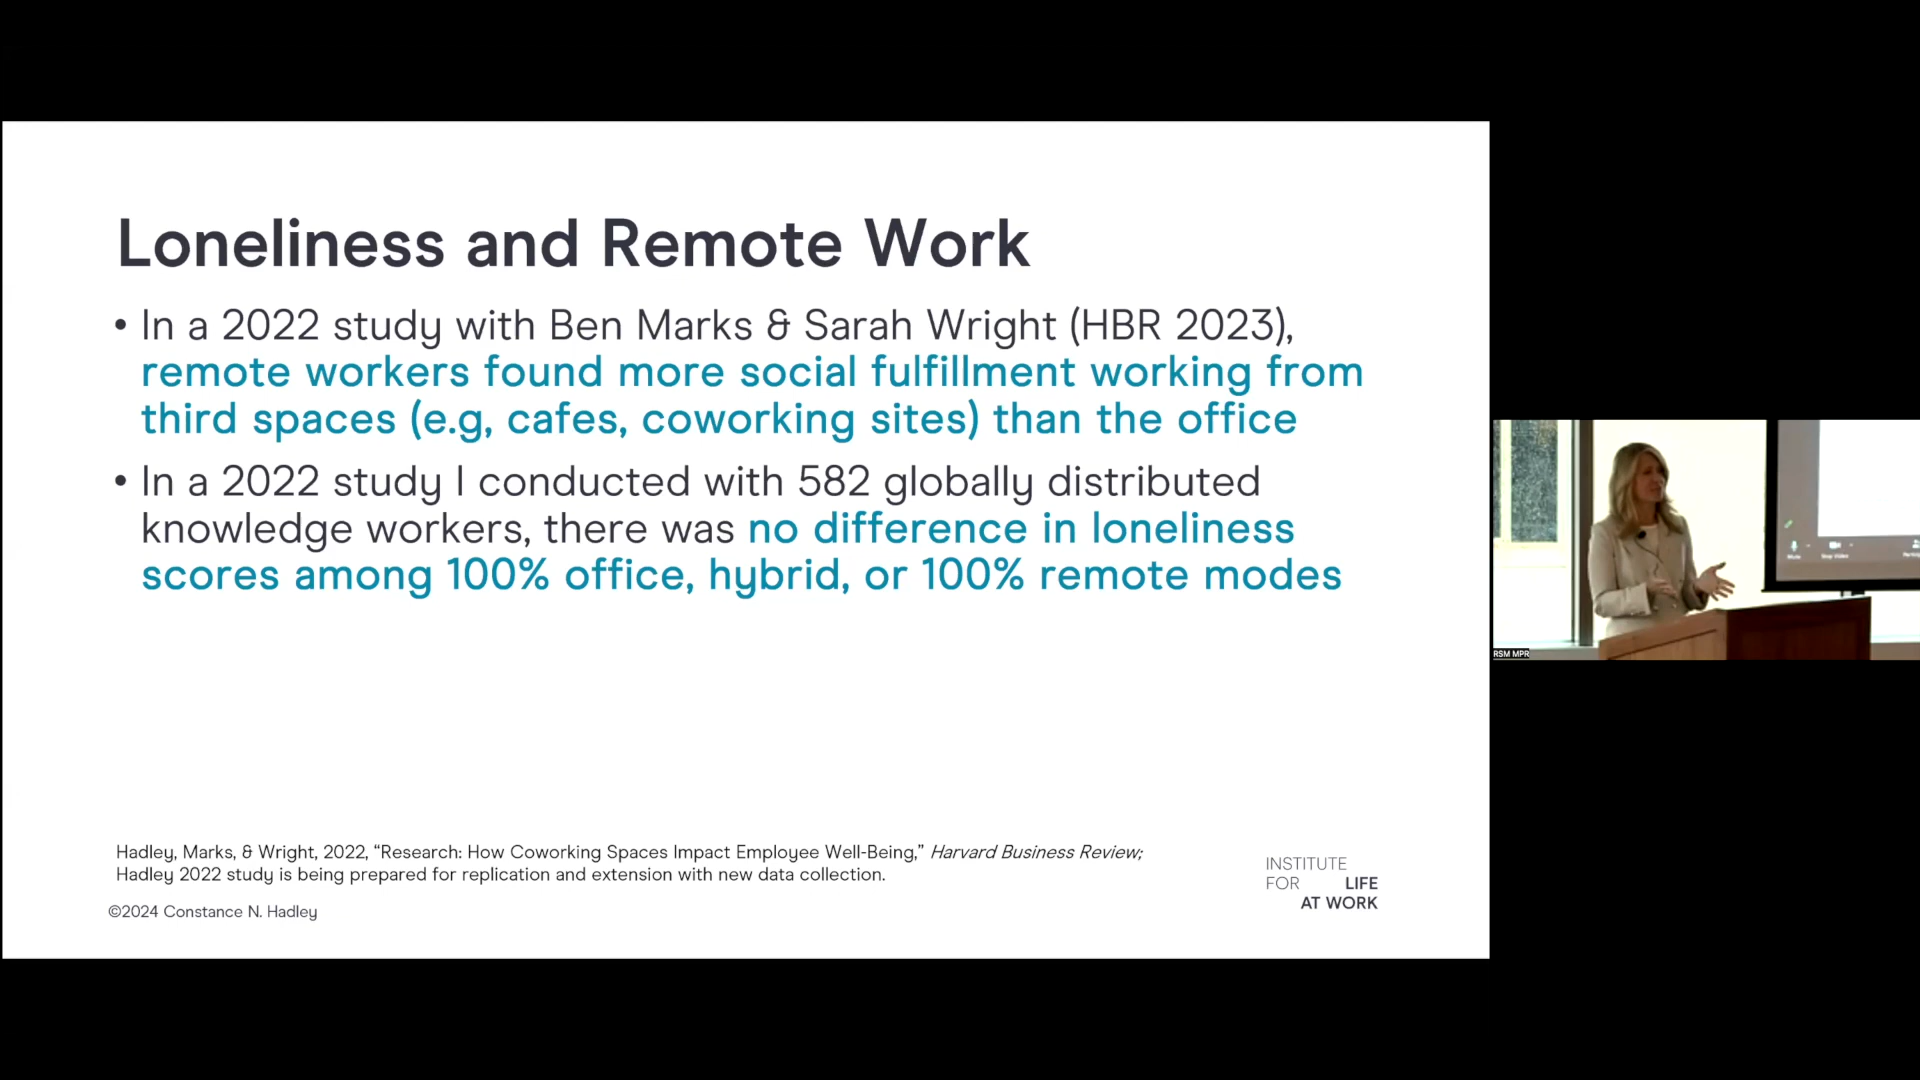 Loneliness and Remote Work
• In a 2022 study with Ben Marks & Sarah Wright (HBR 2023),
remote workers found more social fulfillment working from
third spaces (e.g, cafes, coworking sites) than the office
• In a 2022 study I conducted with 582 globally distributed
knowledge workers, there was no difference in loneliness
scores among 100% office, hybrid, or 100% remote modes
Hadley, Marks, & Wright, 2022, “Research: How Coworking Spaces Impact Employee Well-Being,” Harvard Business Review;
Hadley 2022 study is being prepared for replication and extension with new data collection.
©2024 Constance N. Hadley
INSTITUTE
FOR LIFE
AT WORK
RSM MPR